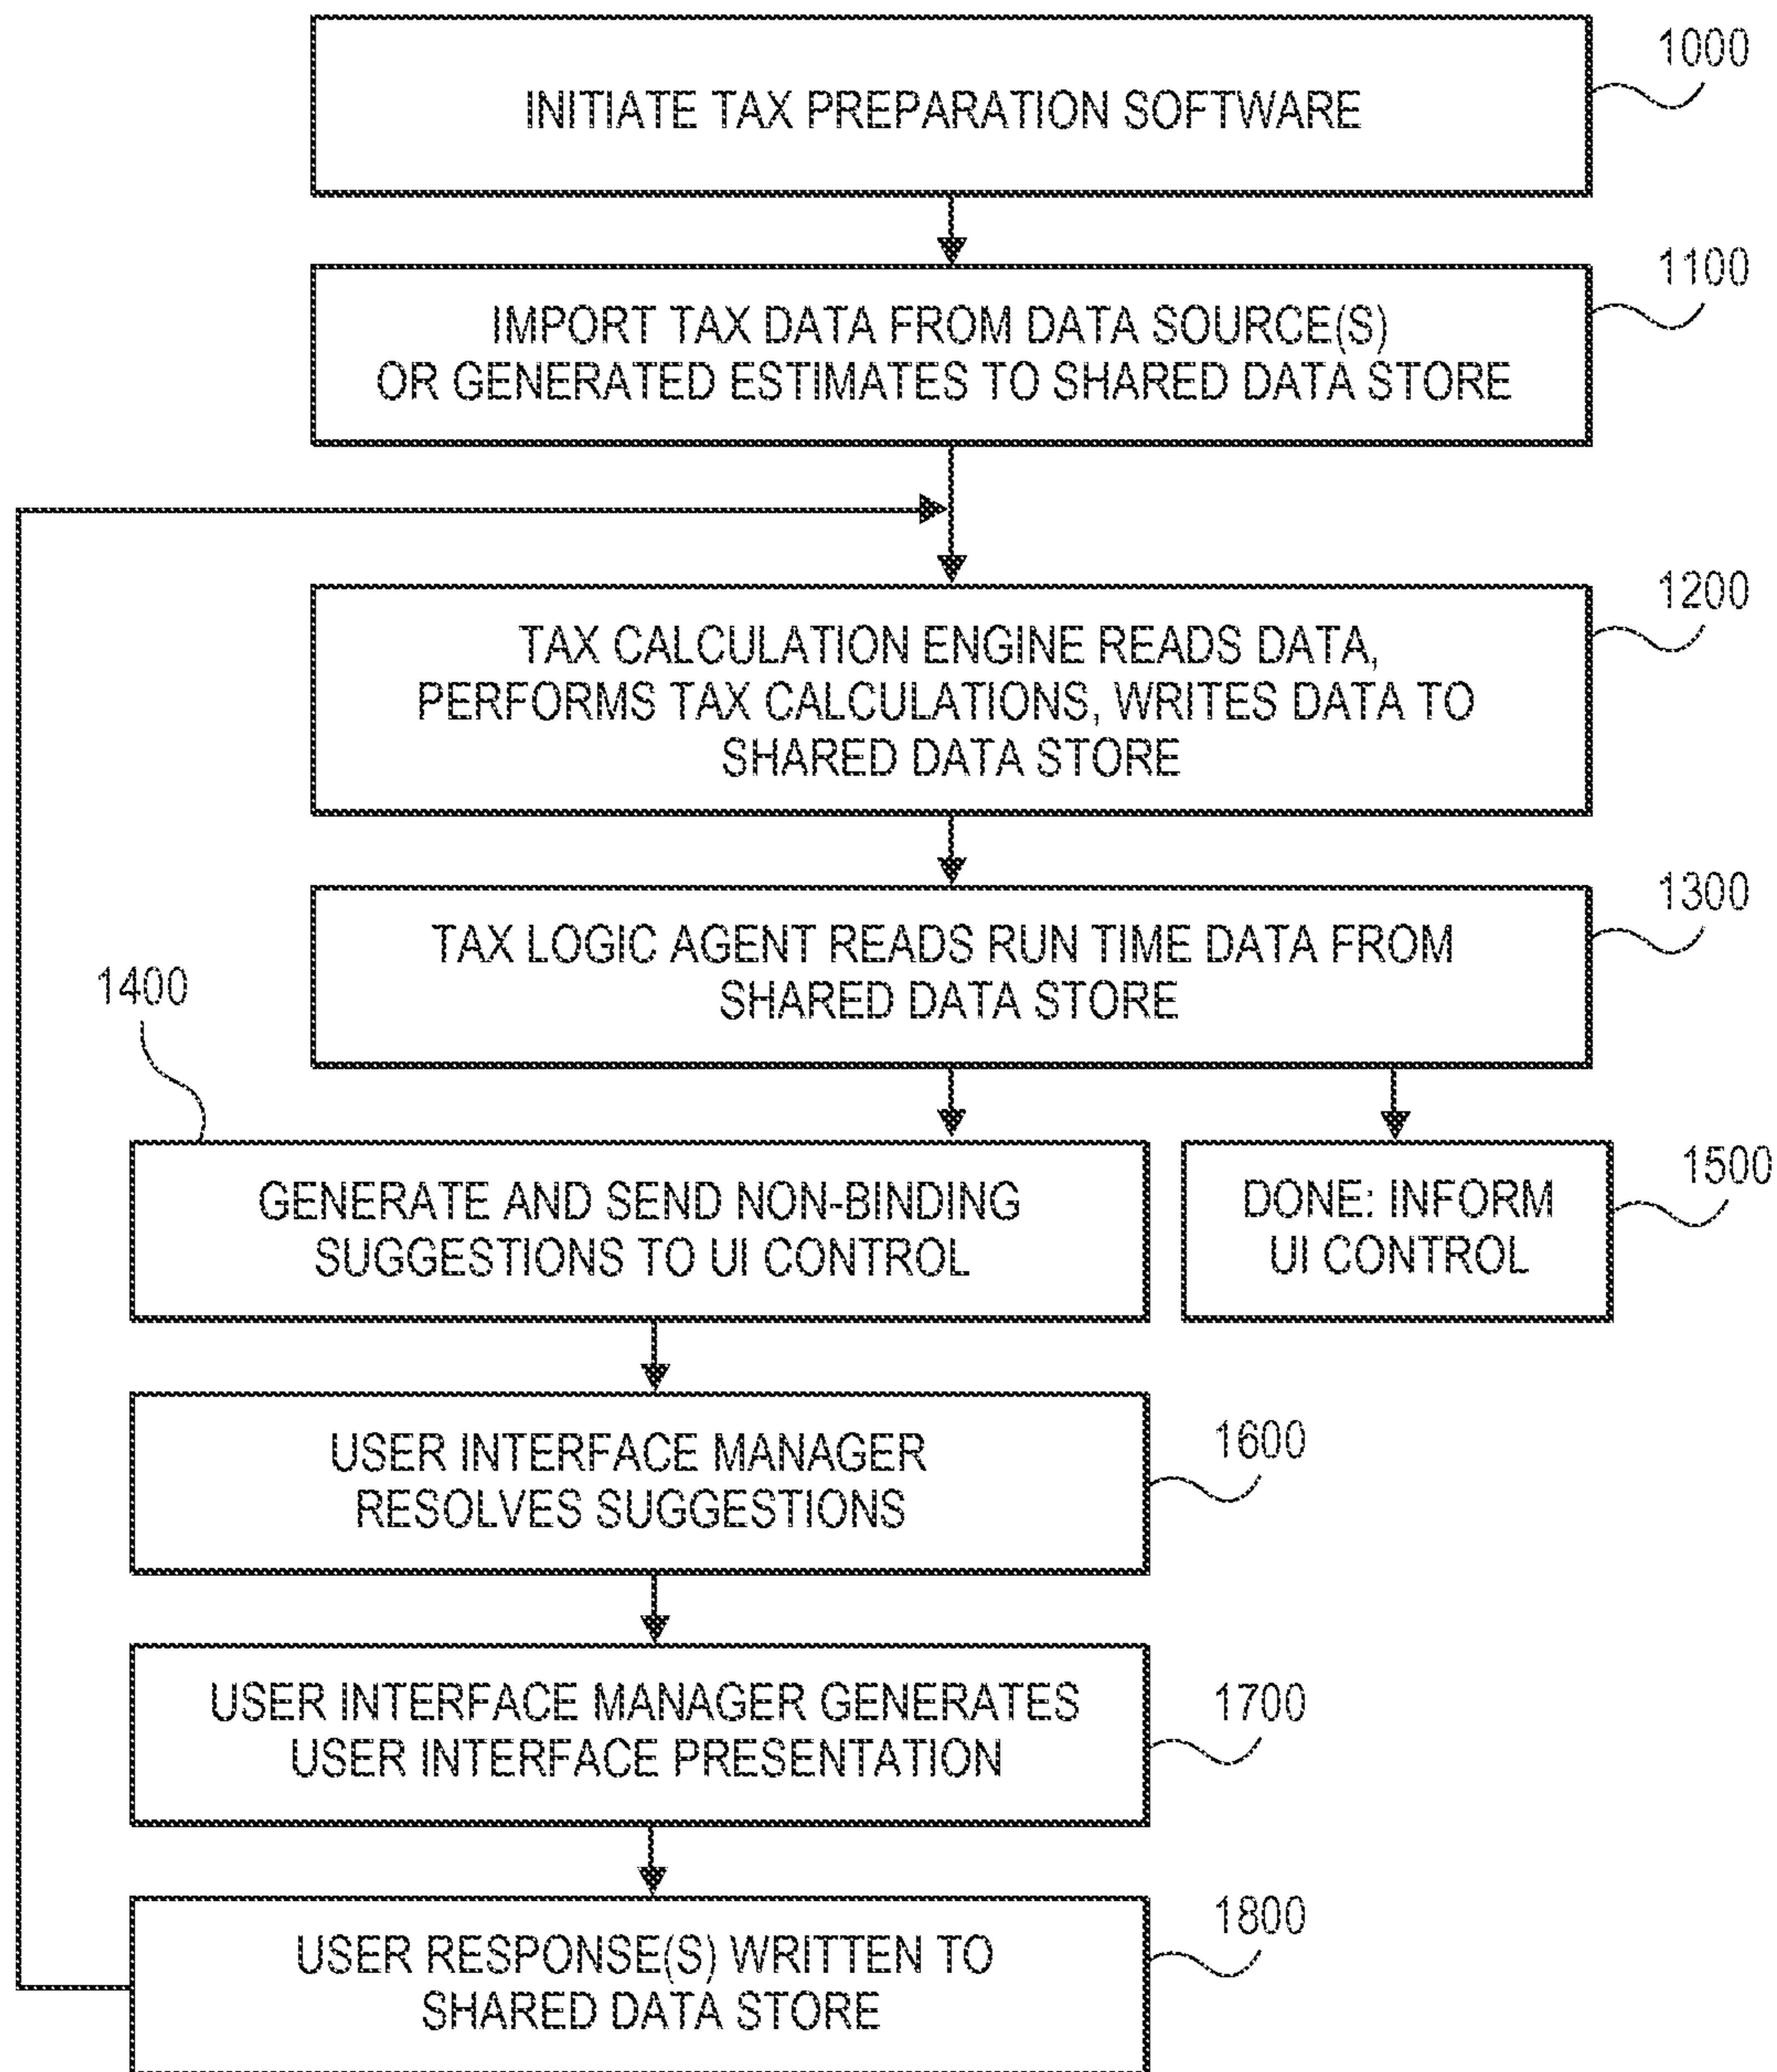 1000
INITIATE TAX PREPARATION SOFTWARE
1100
IMPORT TAX DATA FROM DATA SOURCE(S)
OR GENERATED ESTIMATES TO SHARED DATA STORE
1200
TAX CALCULATION ENGINE READS DATA,
PERFORMS TAX CALCULATIONS, WRITES DATA TO
SHARED DATA STORE
1300
TAX LOGIC AGENT READS RUN TIME DATA FROM
SHARED DATA STORE
1400
GENERATE AND SEND NON-BINDING
SUGGESTIONS TO UI CONTROL
1500
DONE: INFORM
UI CONTROL
1600
USER INTERFACE MANAGER
RESOLVES SUGGESTIONS
1700
USER INTERFACE MANAGER GENERATES
USER INTERFACE PRESENTATION
1800
USER RESPONSE(S) WRITTEN TO
SHARED DATA STORE